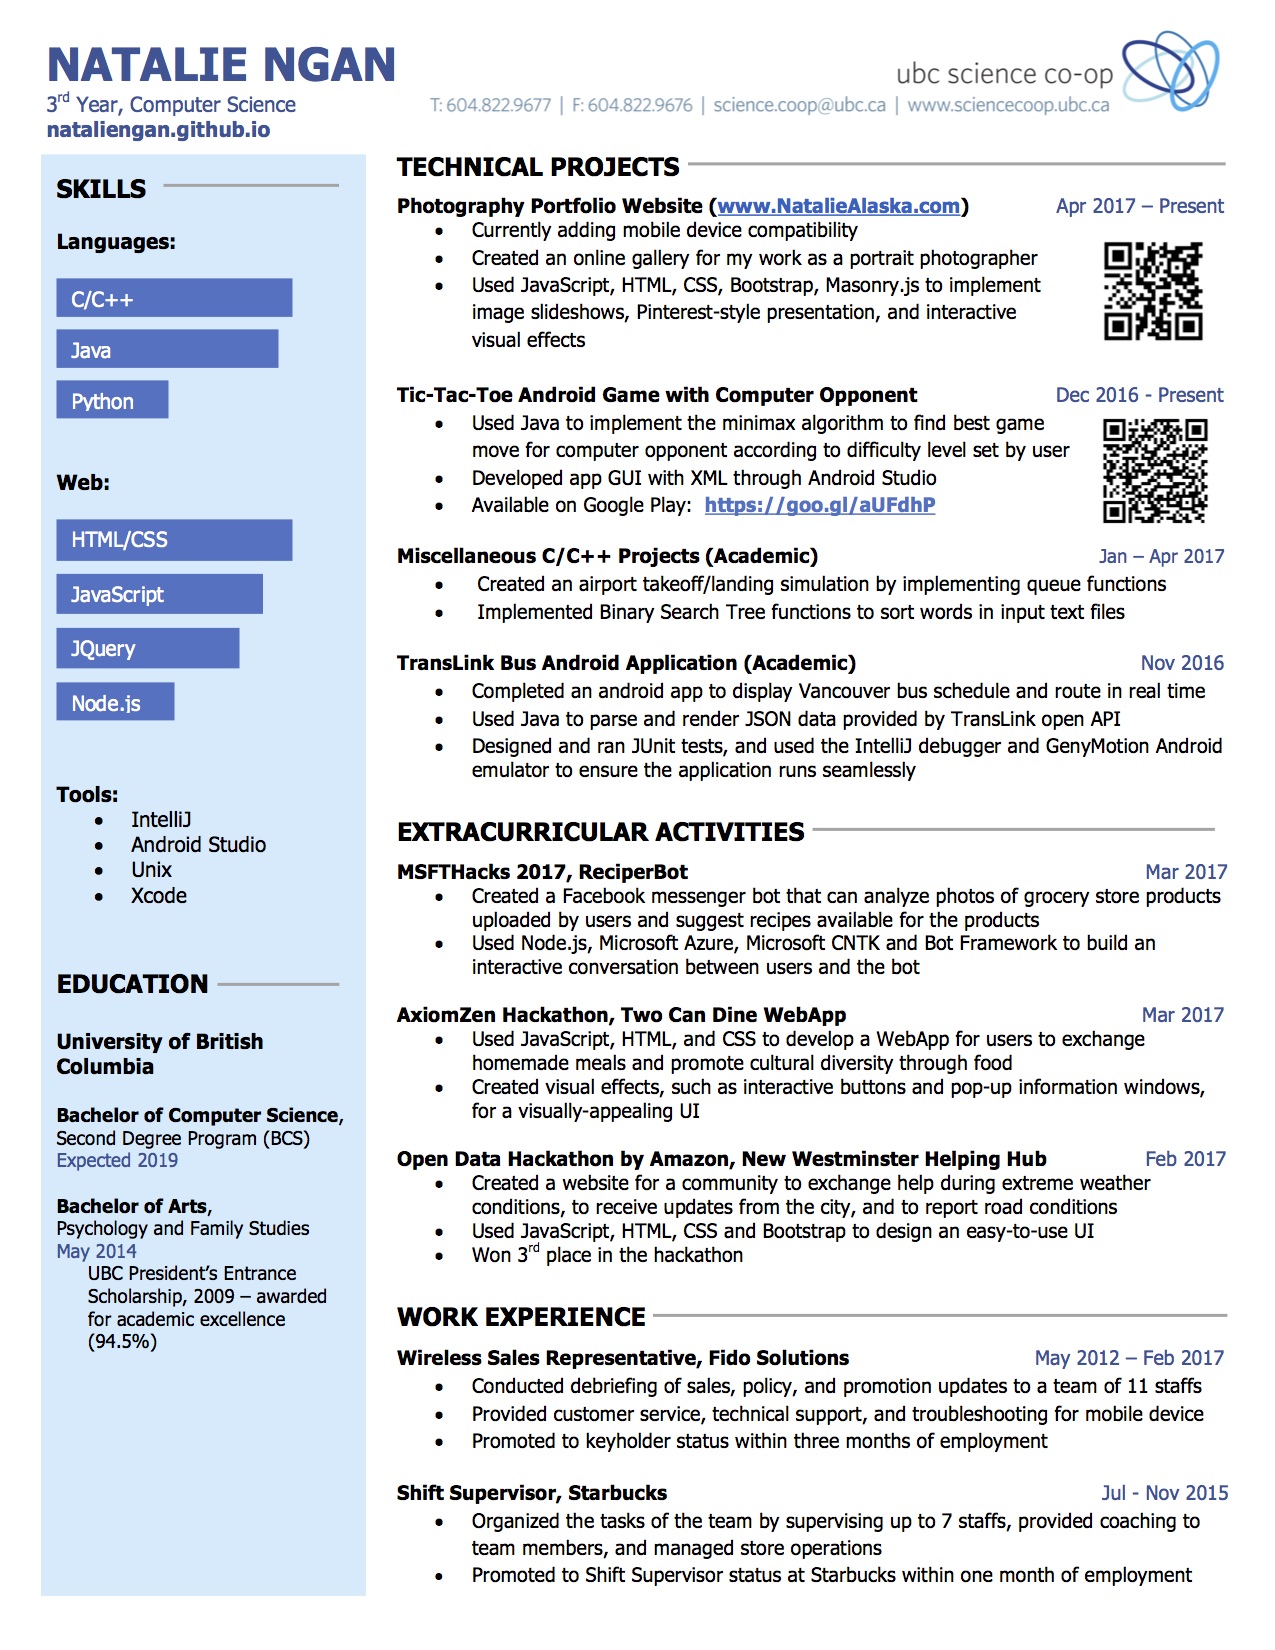 NATALIE NGAN
3rd Year, Computer Science
nataliengan.github.io
ubc science co-op
T: 604.822.9677 | F: 604.822.9676 | science.coop@ubc.ca | www.sciencecoop.ubc.ca
SKILLS
Languages:
C/C++
Java
Python
Web:
HTML/CSS
JavaScript
JQuery
Node.js
Tools:
• IntelliJ
• Android Studio
• Unix
• Xcode
EDUCATION
University of British
Columbia
Bachelor of Computer Science,
Second Degree Program (BCS)
Expected 2019
Bachelor of Arts,
Psychology and Family Studies
May 2014
UBC President's Entrance
Scholarship, 2009 – awarded
for academic excellence
(94.5%)
TECHNICAL PROJECTS
Photography Portfolio Website (www.NatalieAlaska.com) Apr 2017 – Present
• Currently adding mobile device compatibility
• Created an online gallery for my work as a portrait photographer
• Used JavaScript, HTML, CSS, Bootstrap, Masonry.js to implement
image slideshows, Pinterest-style presentation, and interactive
visual effects
Tic-Tac-Toe Android Game with Computer Opponent Dec 2016 - Present
• Used Java to implement the minimax algorithm to find best game
move for computer opponent according to difficulty level set by user
• Developed app GUI with XML through Android Studio
• Available on Google Play: https://goo.gl/aUFdhP
Miscellaneous C/C++ Projects (Academic) Jan – Apr 2017
• Created an airport takeoff/landing simulation by implementing queue functions
• Implemented Binary Search Tree functions to sort words in input text files
TransLink Bus Android Application (Academic) Nov 2016
• Completed an android app to display Vancouver bus schedule and route in real time
• Used Java to parse and render JSON data provided by TransLink open API
• Designed and ran JUnit tests, and used the IntelliJ debugger and GenyMotion Android
emulator to ensure the application runs seamlessly
EXTRACURRICULAR ACTIVITIES
MSFTHacks 2017, ReciperBot Mar 2017
• Created a Facebook messenger bot that can analyze photos of grocery store products
uploaded by users and suggest recipes available for the products
• Used Node.js, Microsoft Azure, Microsoft CNTK and Bot Framework to build an
interactive conversation between users and the bot
AxiomZen Hackathon, Two Can Dine WebApp Mar 2017
• Used JavaScript, HTML, and CSS to develop a WebApp for users to exchange
homemade meals and promote cultural diversity through food
• Created visual effects, such as interactive buttons and pop-up information windows,
for a visually-appealing UI
Open Data Hackathon by Amazon, New Westminster Helping Hub Feb 2017
• Created a website for a community to exchange help during extreme weather
conditions, to receive updates from the city, and to report road conditions
• Used JavaScript, HTML, CSS and Bootstrap to design an easy-to-use UI
• Won 3rd place in the hackathon
WORK EXPERIENCE
Wireless Sales Representative, Fido Solutions May 2012 – Feb 2017
• Conducted debriefing of sales, policy, and promotion updates to a team of 11 staffs
• Provided customer service, technical support, and troubleshooting for mobile device
• Promoted to keyholder status within three months of employment
Shift Supervisor, Starbucks Jul - Nov 2015
• Organized the tasks of the team by supervising up to 7 staffs, provided coaching to
team members, and managed store operations
• Promoted to Shift Supervisor status at Starbucks within one month of employment